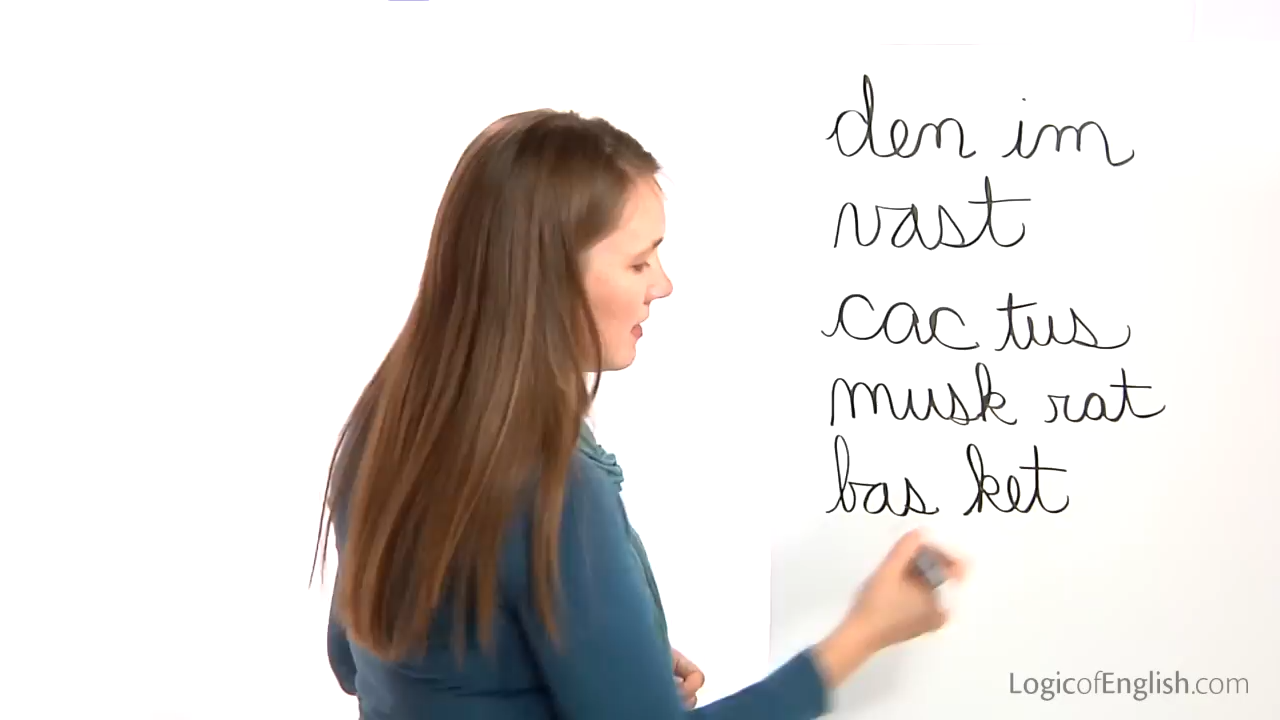 den im
vast
cac tus
musk rat
bas ket
LogicofEnglish.com